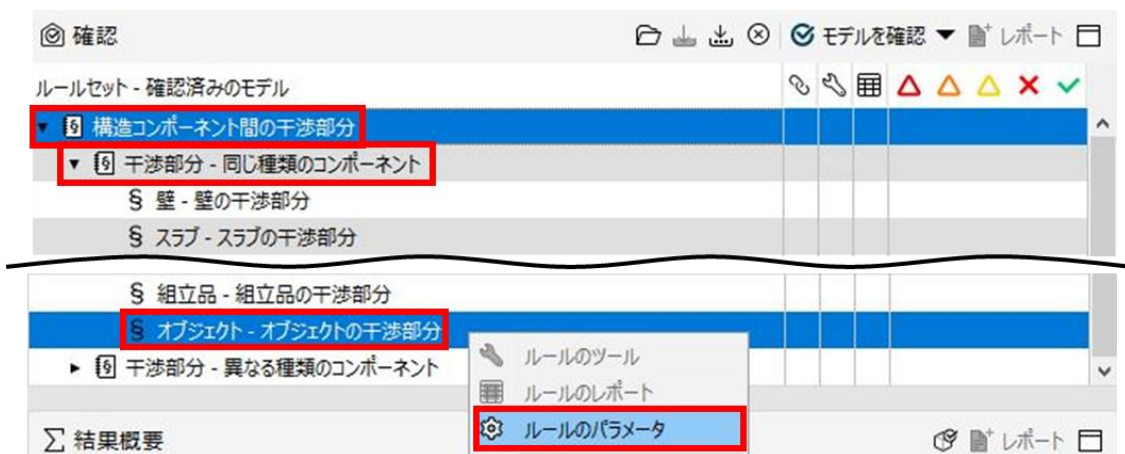 確認 モデルを確認 レポート
ルールセット - 確認済みのモデル
§ 構造コンポーネント間の干渉部分
§ 干渉部分 - 同じ種類のコンポーネント
§ 壁 - 壁の干渉部分
§ スラブ - スラブの干渉部分
§ 組立品 - 組立品の干渉部分
§ オブジェクト - オブジェクトの干渉部分
ルールのツール
§ 干渉部分 - 異なる種類のコンポーネント
ルールのレポート
ルールのパラメータ
∑ 結果概要 レポート